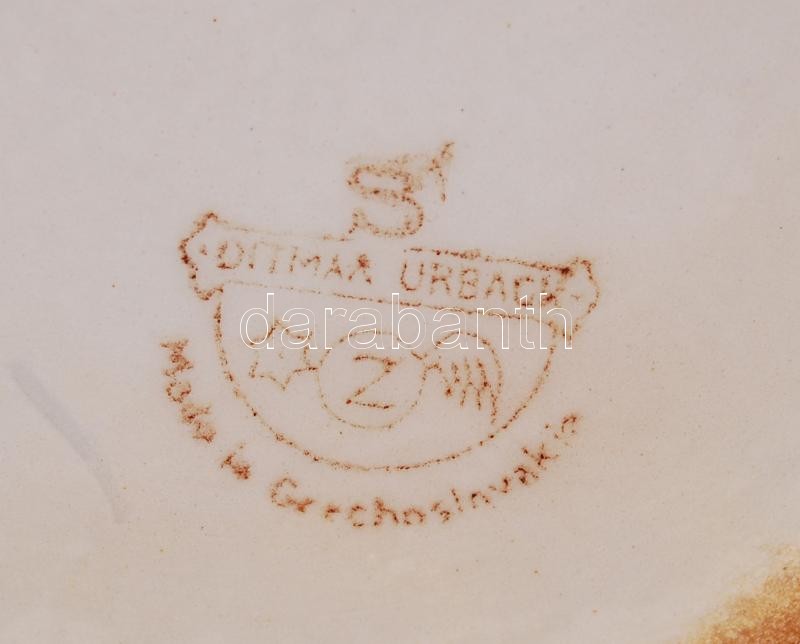 S
DITMAR URBACH
darabanth
Z
Made in Czechoslovakia